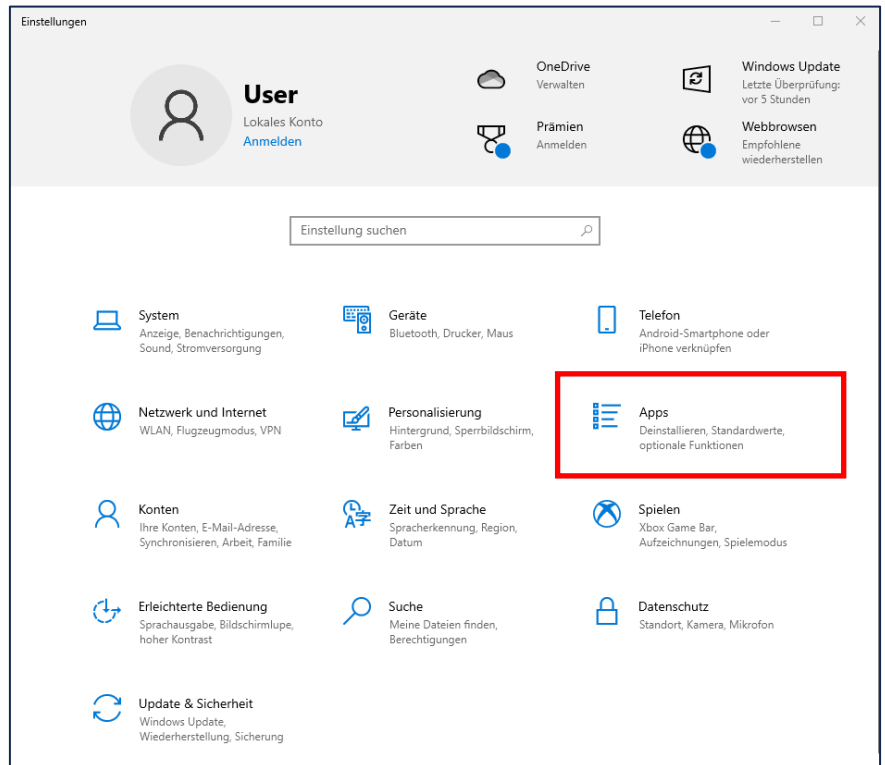 Einstellungen
User
Lokales Konto
Anmelden
OneDrive
Verwalten
Prämien
Anmelden
Windows Update
Letzte Überprüfung:
vor 5 Stunden
Webbrowsen
Empfohlene
wiederherstellen
Einstellung suchen
System
Anzeige, Benachrichtigungen,
Sound, Stromversorgung
Geräte
Bluetooth, Drucker, Maus
Telefon
Android-Smartphone oder
iPhone verknüpfen
Netzwerk und Internet
WLAN, Flugzeugmodus, VPN
Personalisierung
Hintergrund, Sperrbildschirm,
Farben
Apps
Deinstallieren, Standardwerte,
optionale Funktionen
Konten
Ihre Konten, E-Mail-Adresse,
Synchronisieren, Arbeit, Familie
Zeit und Sprache
Spracherkennung, Region,
Datum
Spielen
Xbox Game Bar,
Aufzeichnungen, Spielemodus
Erleichterte Bedienung
Sprachausgabe, Bildschirmlupe,
hoher Kontrast
Suche
Meine Dateien finden,
Berechtigungen
Datenschutz
Standort, Kamera, Mikrofon
Update & Sicherheit
Windows Update,
Wiederherstellung, Sicherung